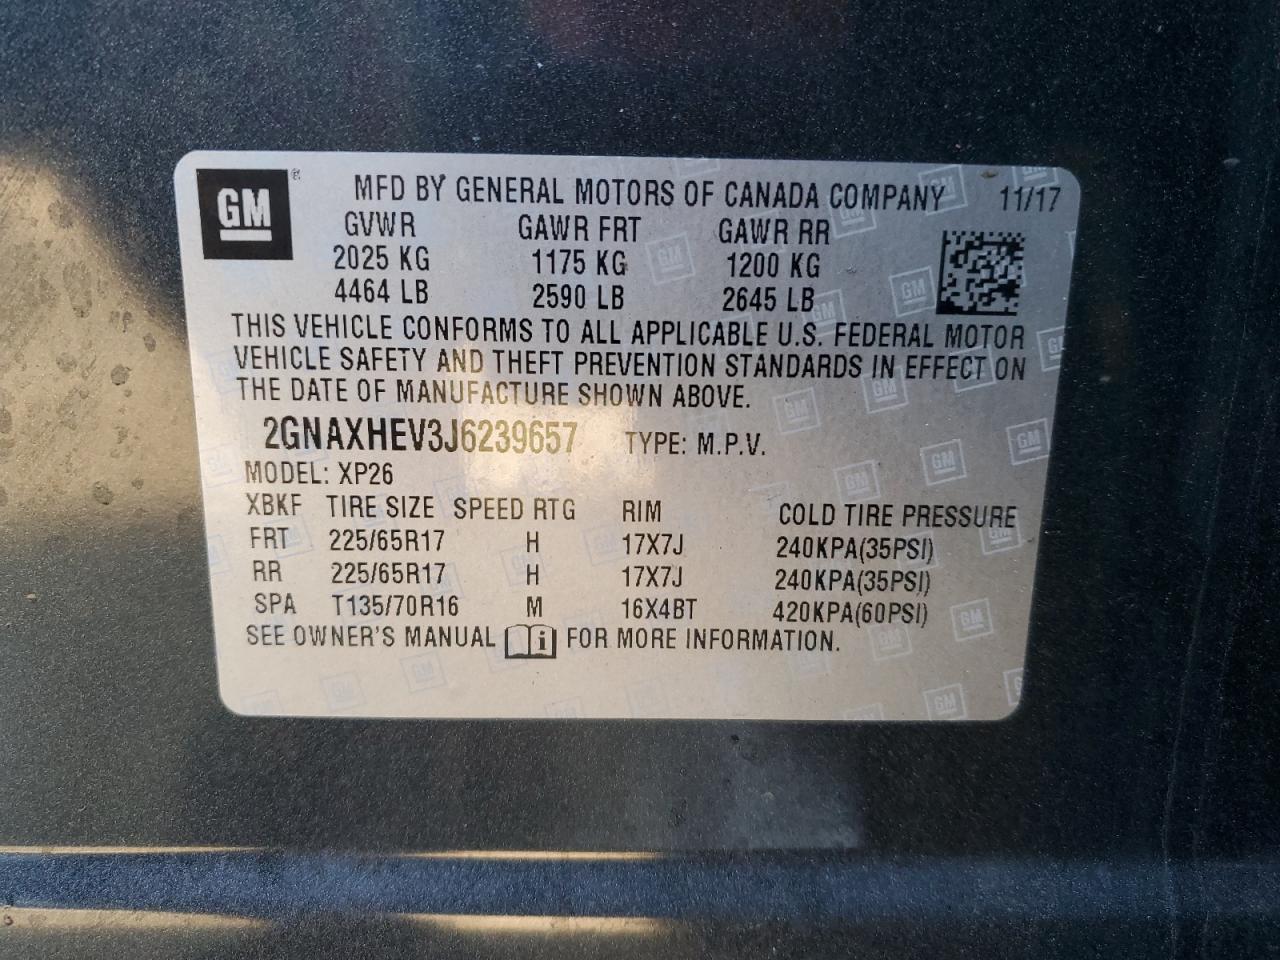 GM ® MFD BY GENERAL MOTORS OF CANADA COMPANY 11/17
GVWR GAWR FRT GAWR RR
2025 KG 1175 KG 1200 KG
4464 LB 2590 LB 2645 LB
THIS VEHICLE CONFORMS TO ALL APPLICABLE U.S. FEDERAL MOTOR
VEHICLE SAFETY AND THEFT PREVENTION STANDARDS IN EFFECT ON
THE DATE OF MANUFACTURE SHOWN ABOVE.
2GNAXHEV3J6239657 TYPE: M.P.V.
MODEL: XP26
XBKF TIRE SIZE SPEED RTG RIM COLD TIRE PRESSURE
FRT 225/65R17 H 17X7J 240KPA(35PSI)
RR 225/65R17 H 17X7J 240KPA(35PSI)
SPA T135/70R16 M 16X4BT 420KPA(60PSI)
SEE OWNER'S MANUAL i FOR MORE INFORMATION.